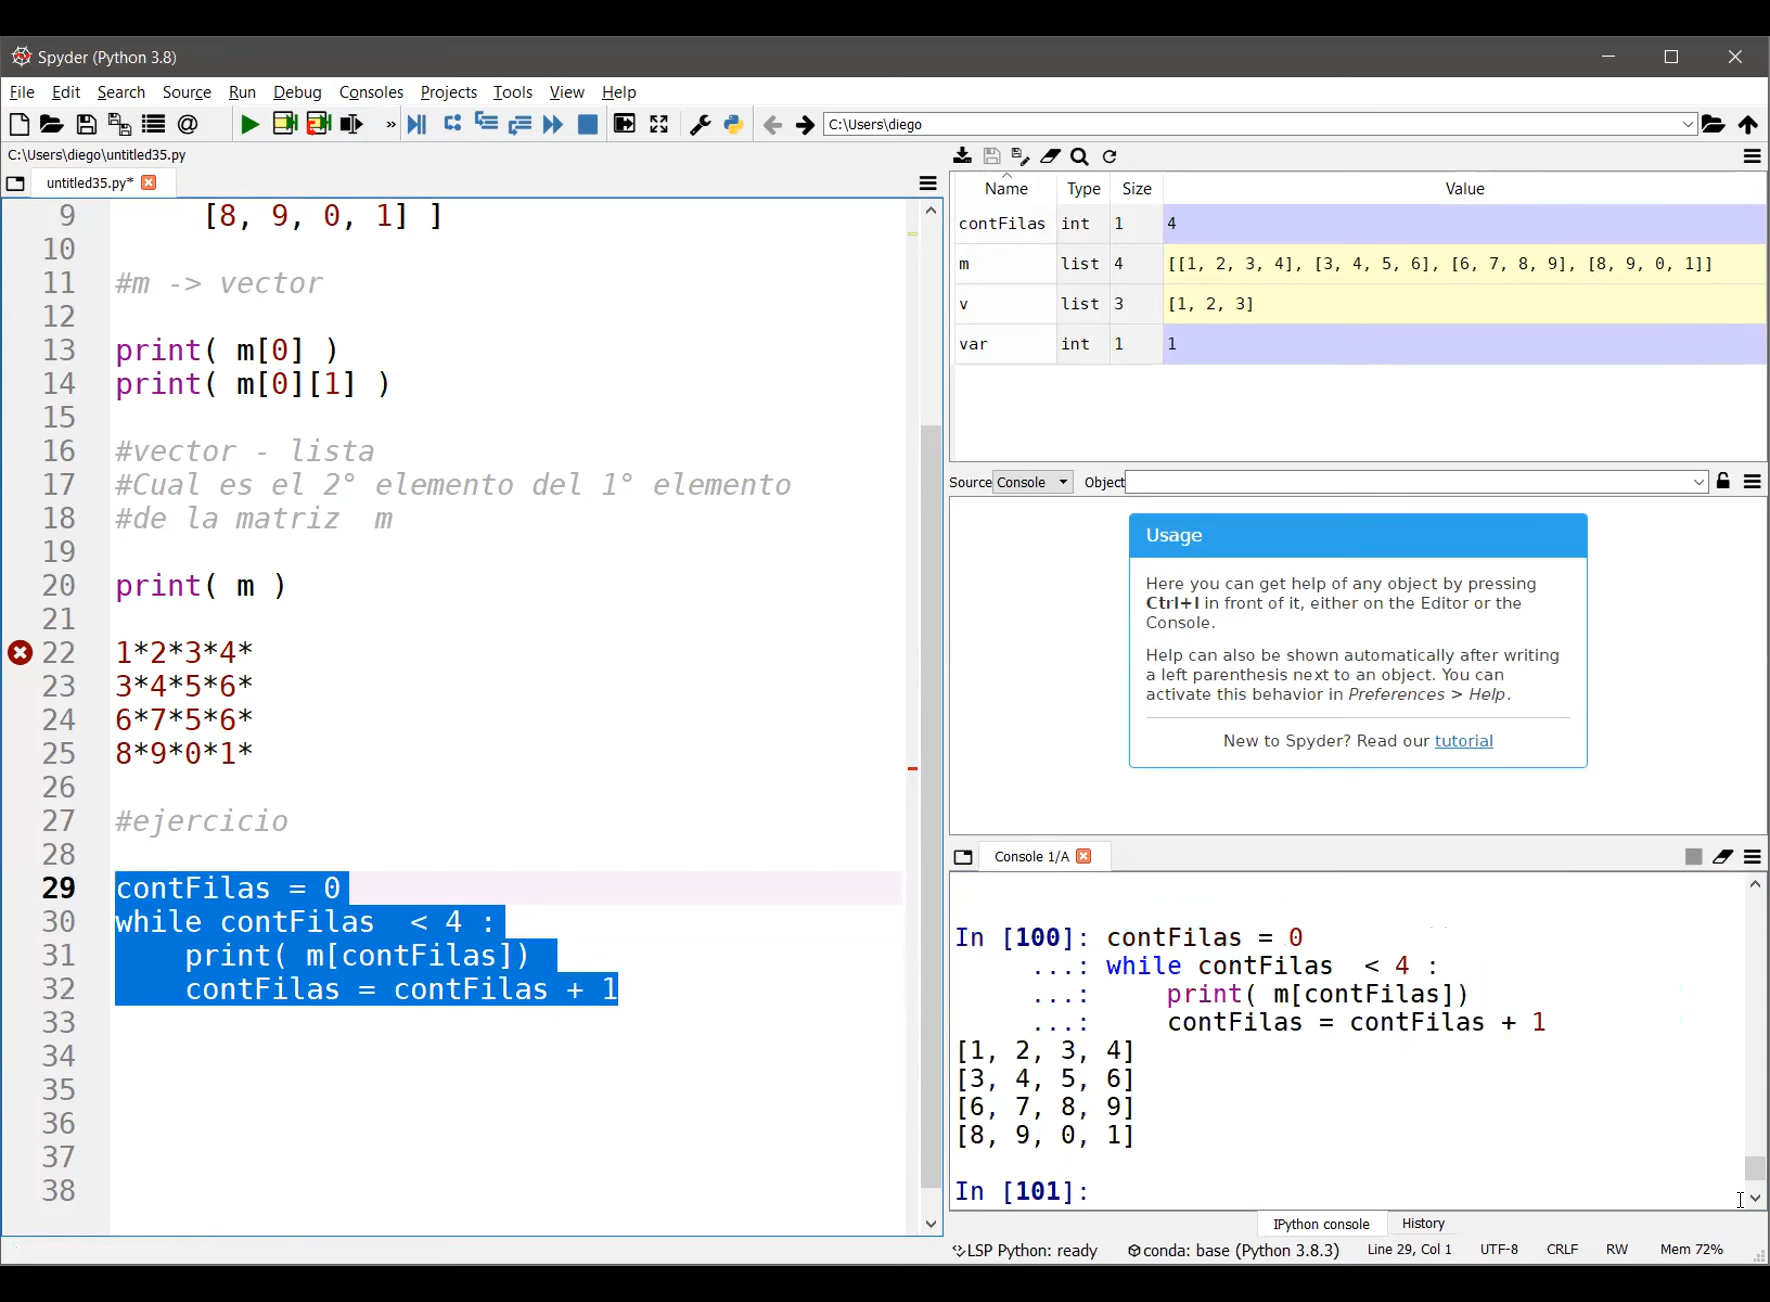 Spyder (Python 3.8)
File Edit Search Source Run Debug Consoles Projects Tools View Help
C:\Users\diego
C:\Users\diego\untitled35.py
untitled35.py*
9 [8, 9, 0, 1] ]
10
11 #m -> vector
12
13 print( m[0] )
14 print( m[0][1] )
15
16 #vector - lista
17 #Cual es el 2° elemento del 1° elemento
18 #de la matriz  m
19
20 print( m )
21
22 1*2*3*4*
23 3*4*5*6*
24 6*7*5*6*
25 8*9*0*1*
26
27 #ejercicio
28
29 contFilas = 0
30 while contFilas  < 4 :
31     print( m[contFilas])
32     contFilas = contFilas + 1
33
34
35
36
37
38
Name Type Size Value
contFilas int 1 4
m list 4 [[1, 2, 3, 4], [3, 4, 5, 6], [6, 7, 8, 9], [8, 9, 0, 1]]
v list 3 [1, 2, 3]
var int 1 1
Source Console Object
Usage
Here you can get help of any object by pressing
Ctrl+I in front of it, either on the Editor or the
Console.
Help can also be shown automatically after writing
a left parenthesis next to an object. You can
activate this behavior in Preferences > Help.
New to Spyder? Read our tutorial
Console 1/A
In [100]: contFilas = 0
...: while contFilas  < 4 :
...:     print( m[contFilas])
...:     contFilas = contFilas + 1
[1, 2, 3, 4]
[3, 4, 5, 6]
[6, 7, 8, 9]
[8, 9, 0, 1]
In [101]:
IPython console History
LSP Python: ready conda: base (Python 3.8.3) Line 29, Col 1 UTF-8 CRLF RW Mem 72%